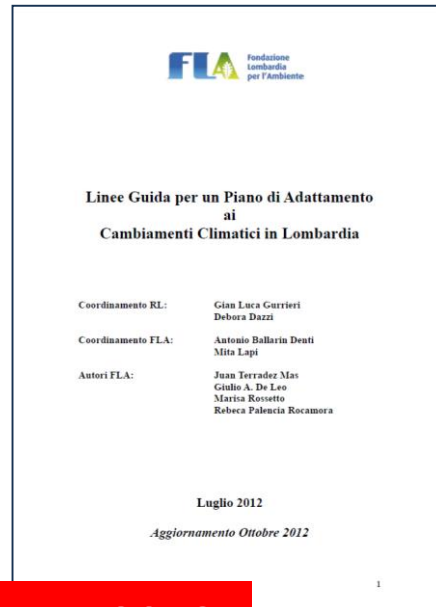 FLA
Fondazione
Lombardia
per l'Ambiente
Linee Guida per un Piano di Adattamento
ai
Cambiamenti Climatici in Lombardia
Coordinamento RL: Gian Luca Gurrieri
Debora Dazzi
Coordinamento FLA: Antonio Ballarin Denti
Mita Lapi
Autori FLA: Juan Terradez Mas
Giulio A. De Leo
Marisa Rossetto
Rebeca Palencia Rocamora
Luglio 2012
Aggiornamento Ottobre 2012
1